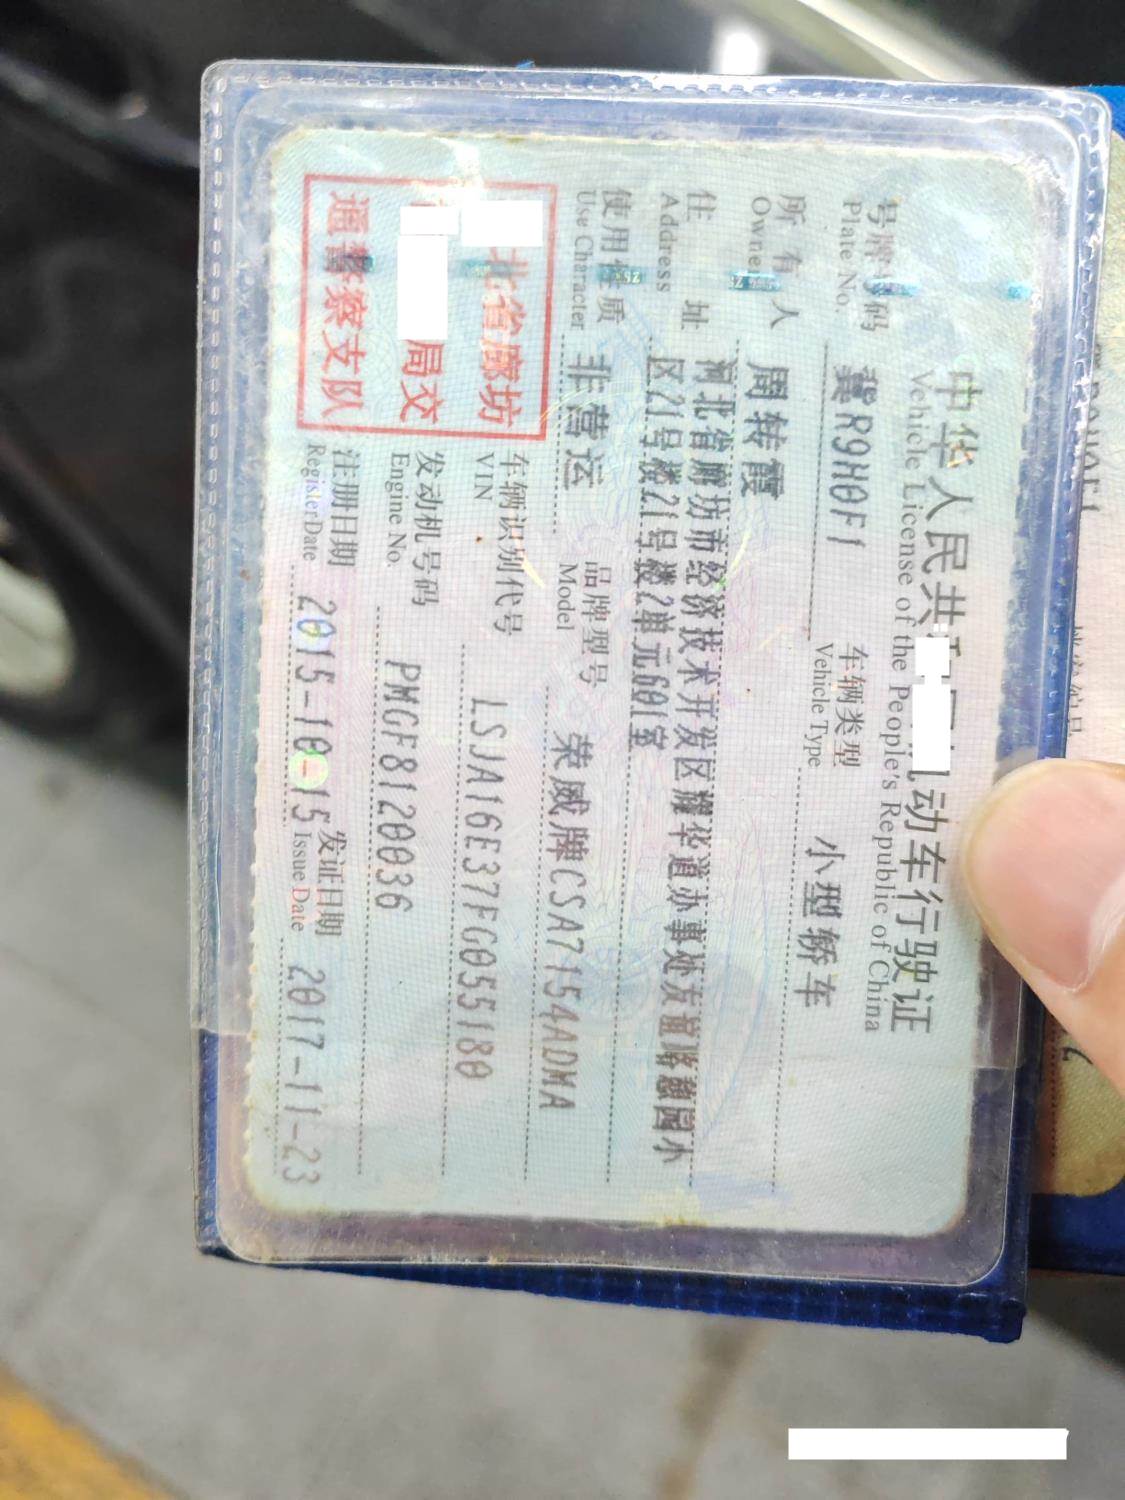 中华人民共
动车行驶证
Vehicle License of the People's Republic of China
号牌号码
Plate No.
冀R9H0F1
车辆类型
Vehicle Type
小型轿车
所有人
Owner
周转霞
住址
Address
河北省廊坊市经济技术开发区耀华道办事处友谊路憩园小
区21号楼21号楼2单元601室
使用性质
Use Character
非营运
品牌型号
Model
荣威牌CSA7154ADMA
北省廊坊
局交
通警察支队
车辆识别代号
VIN
LSJA16E37FG055180
发动机号码
Engine No.
PMGF8120036
注册日期
Register Date
2015-10-15
发证日期
Issue Date
2017-11-23